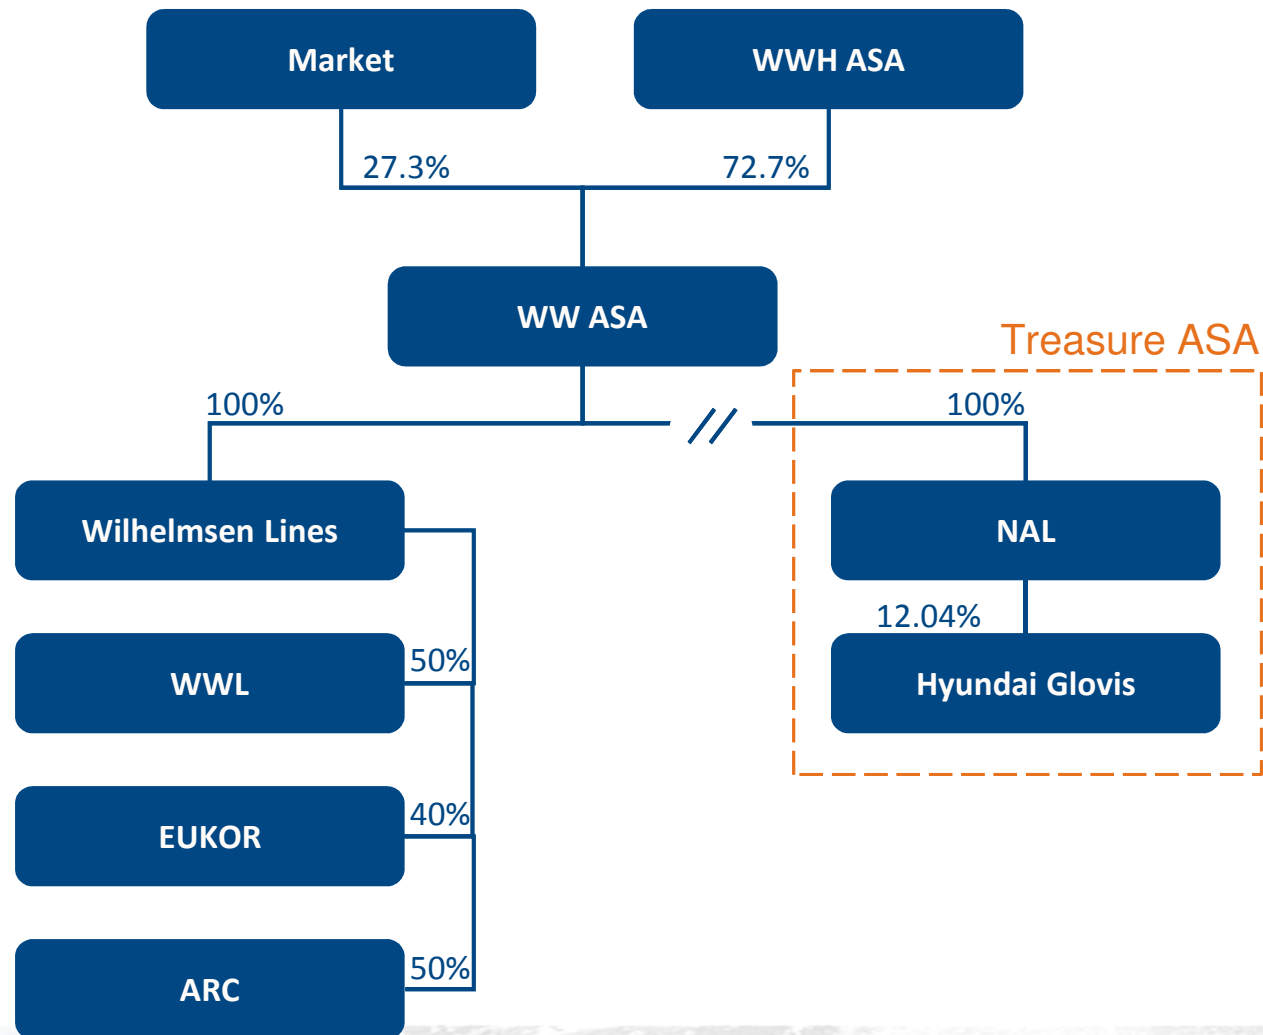 Market
WWH ASA
27.3%
72.7%
WW ASA
Treasure ASA
100%
100%
Wilhelmsen Lines
NAL
12.04%
50%
WWL
Hyundai Glovis
40%
EUKOR
50%
ARC